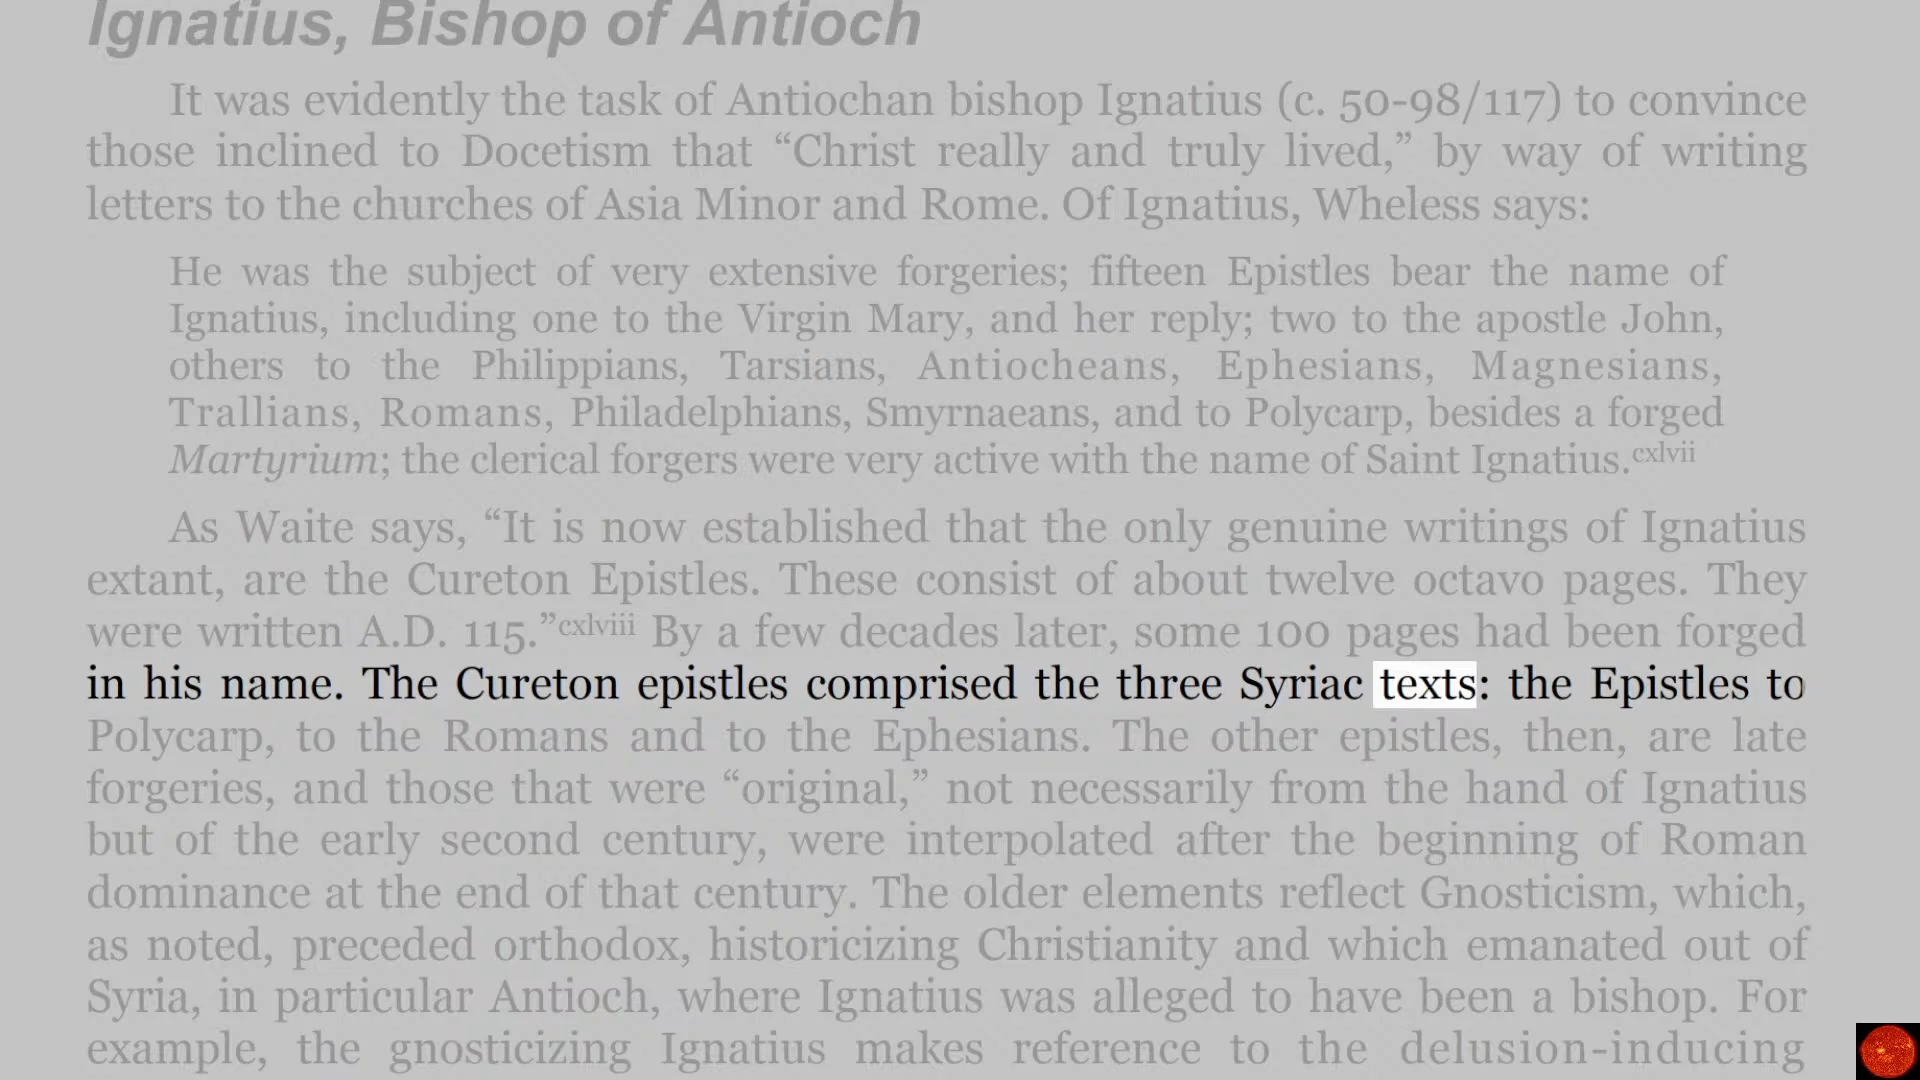 Ignatius, Bishop of Antioch
It was evidently the task of Antiochan bishop Ignatius (c. 50-98/117) to convince
those inclined to Docetism that “Christ really and truly lived,” by way of writing
letters to the churches of Asia Minor and Rome. Of Ignatius, Wheless says:
He was the subject of very extensive forgeries; fifteen Epistles bear the name of
Ignatius, including one to the Virgin Mary, and her reply; two to the apostle John,
others to the Philippians, Tarsians, Antiocheans, Ephesians, Magnesians,
Trallians, Romans, Philadelphians, Smyrnaeans, and to Polycarp, besides a forged
Martyrium; the clerical forgers were very active with the name of Saint Ignatius.cxlvii
As Waite says, “It is now established that the only genuine writings of Ignatius
extant, are the Cureton Epistles. These consist of about twelve octavo pages. They
were written A.D. 115.”cxlviii By a few decades later, some 100 pages had been forged
in his name. The Cureton epistles comprised the three Syriac texts: the Epistles to
Polycarp, to the Romans and to the Ephesians. The other epistles, then, are late
forgeries, and those that were “original,” not necessarily from the hand of Ignatius
but of the early second century, were interpolated after the beginning of Roman
dominance at the end of that century. The older elements reflect Gnosticism, which,
as noted, preceded orthodox, historicizing Christianity and which emanated out of
Syria, in particular Antioch, where Ignatius was alleged to have been a bishop. For
example, the gnosticizing Ignatius makes reference to the delusion-inducing